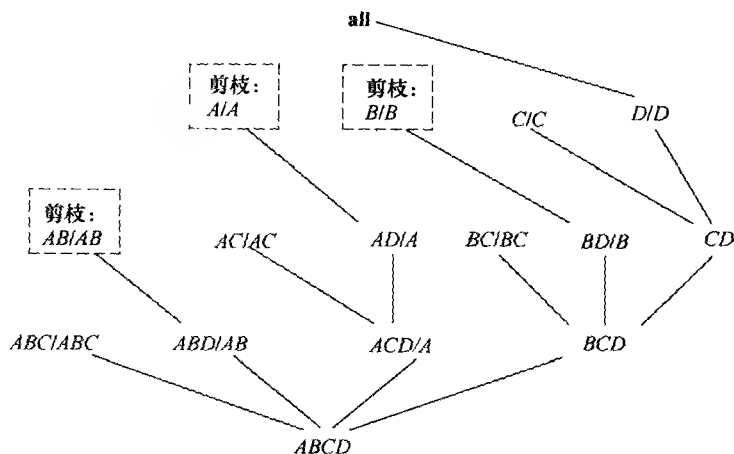 all
剪枝：
A/A
剪枝：
B/B
C/C
D/D
剪枝：
AB/AB
AC/AC
AD/A
BC/BC
BD/B
CD
ABC/ABC
ABD/AB
ACD/A
BCD
ABCD